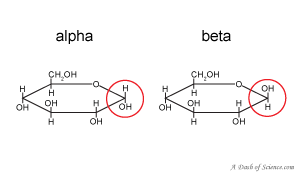 alpha beta
CH₂OH CH₂OH
O O
H H H OH
H H
OH H OH H
OH OH OH H
H OH H OH
A Dash of Science.com